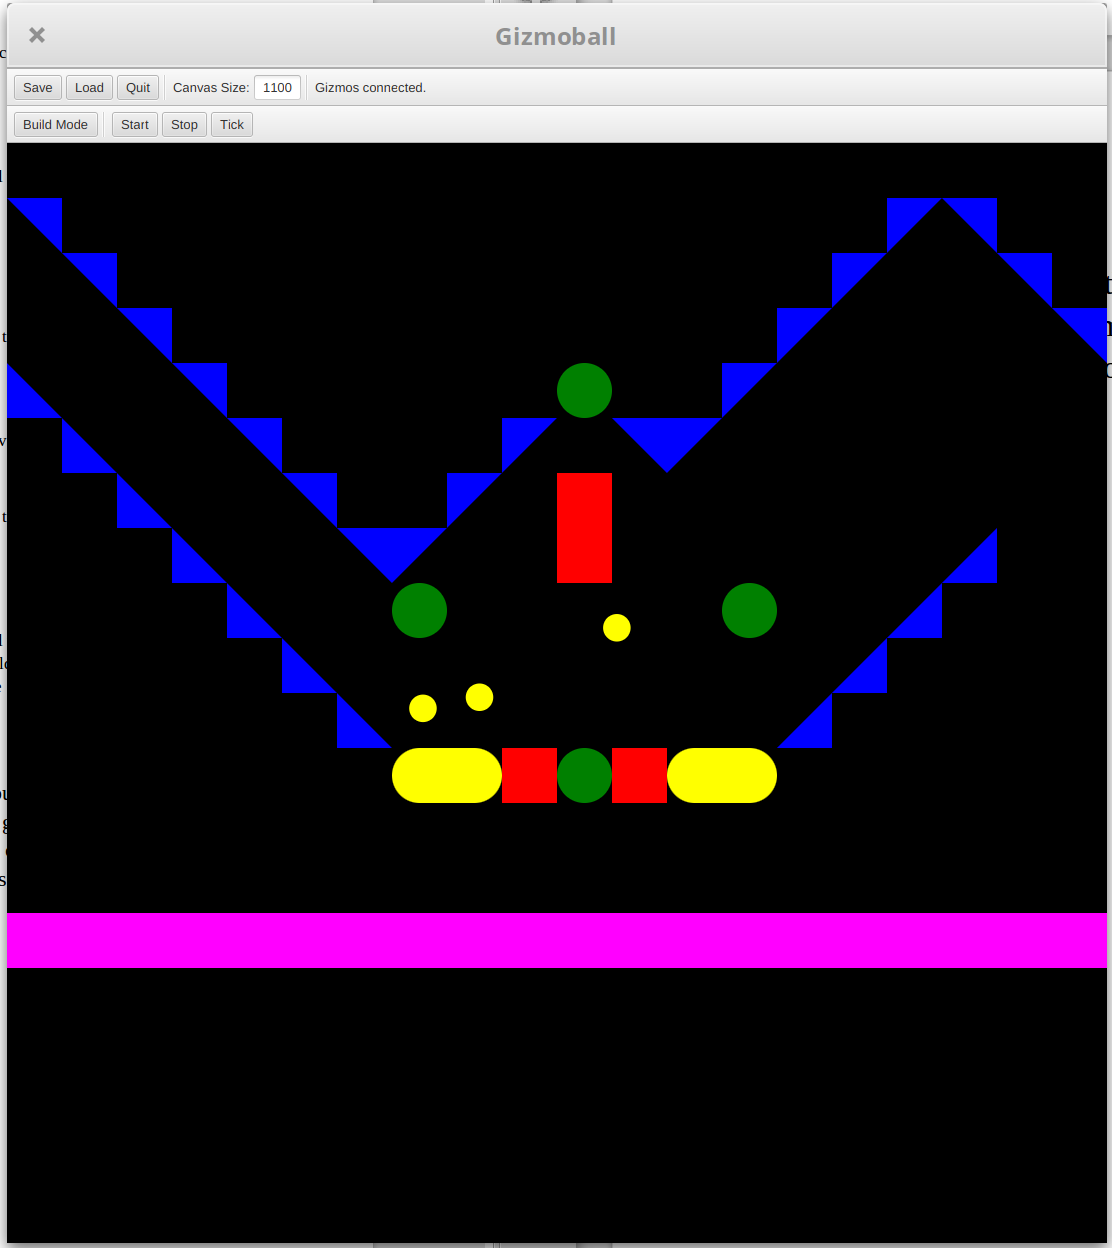 Gizmoball
Save Load Quit Canvas Size: 1100 Gizmos connected.
Build Mode Start Stop Tick